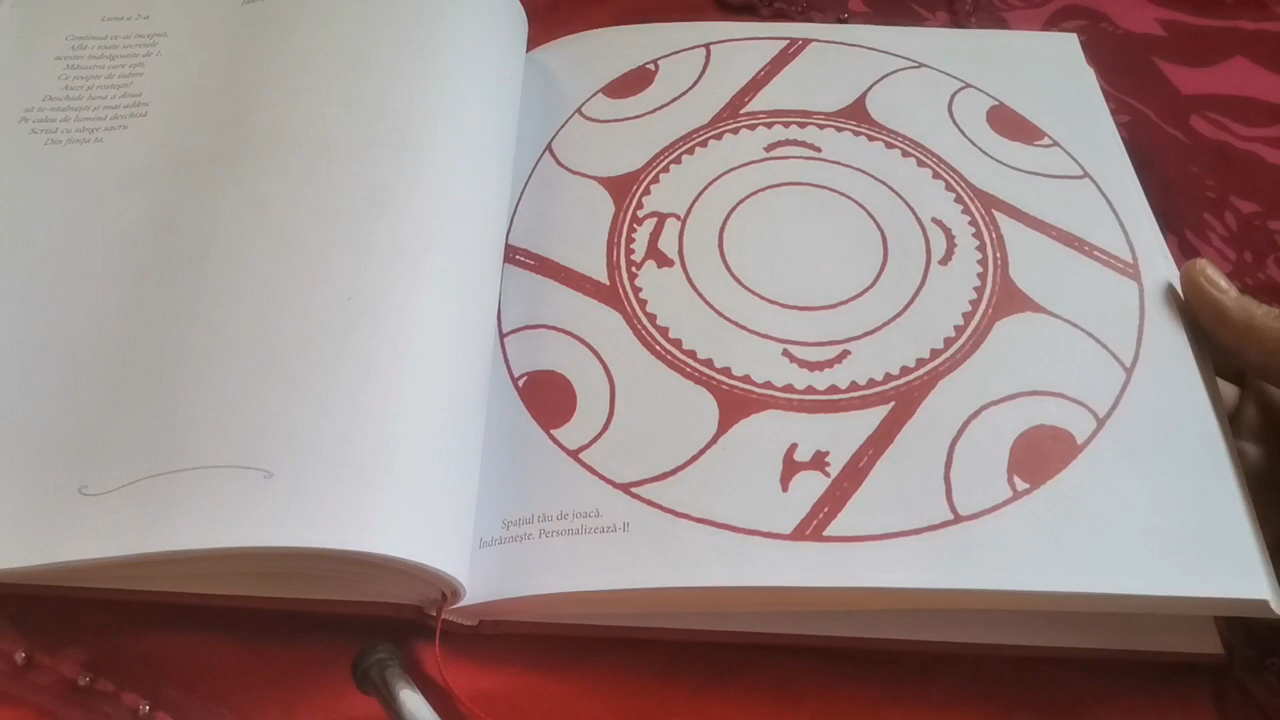 Luna a 2-a
Continuă ce-ai început,
Află-i toate secretele
acestei îndrăgostite de 1,
Măiastra care ești,
Ce șoapte de iubire
Auzi și rostești?
Deschide luna a doua
să te-ntâlnești și mai adânc
Pe calea de lumină deschisă
Scrisă cu sânge sacru
Din ființa ta.
Spațiul tău de joacă.
Îndrăznește. Personalizează-l!